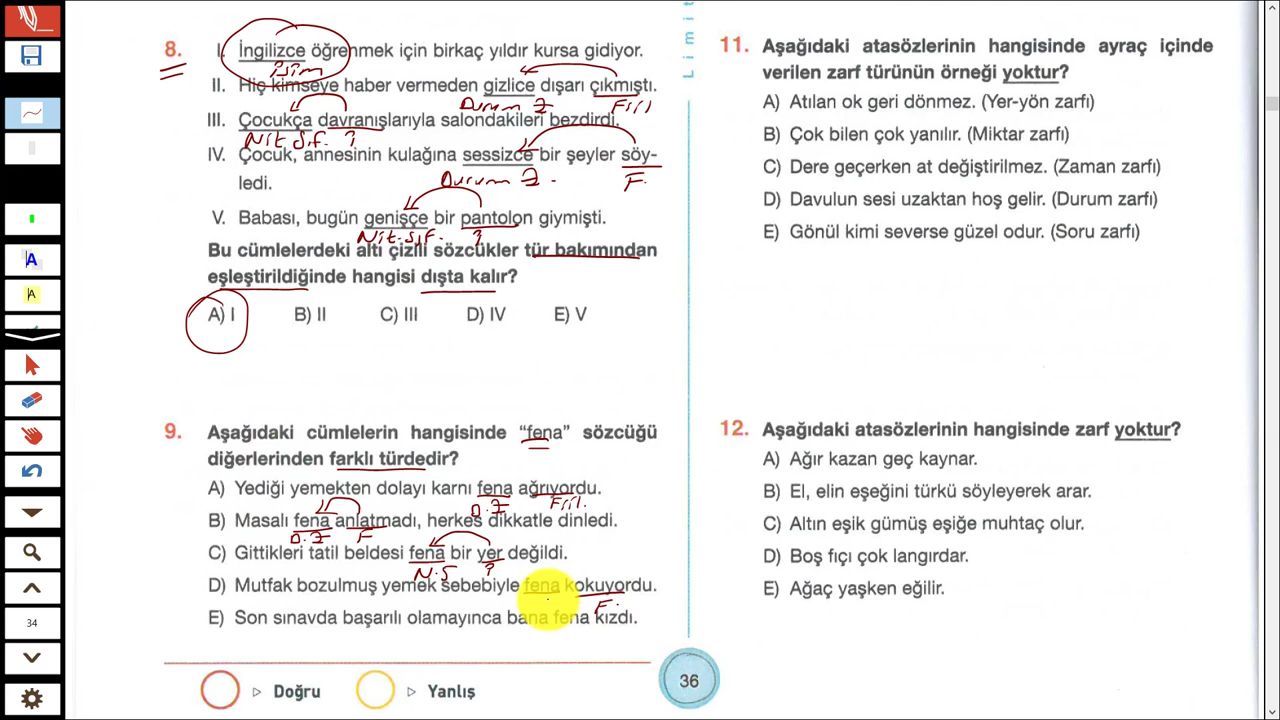 8. I. İngilizce öğrenmek için birkaç yıldır kursa gidiyor.
İsim
II. Hiç kimseye haber vermeden gizlice dışarı çıkmıştı.
Durum Z Fiil
III. Çocukça davranışlarıyla salondakileri bezdirdi.
Nit. Sıf. ?
IV. Çocuk, annesinin kulağına sessizce bir şeyler söy-
ledi.
Durum Z. F.
V. Babası, bugün genişçe bir pantolon giymişti.
Nit. Sıf. ?
Bu cümlelerdeki altı çizili sözcükler tür bakımından
eşleştirildiğinde hangisi dışta kalır?
A) I B) II C) III D) IV E) V
9. Aşağıdaki cümlelerin hangisinde “fena” sözcüğü
diğerlerinden farklı türdedir?
A) Yediği yemekten dolayı karnı fena ağrıyordu.
D.Z Fiil.
B) Masalı fena anlatmadı, herkes dikkatle dinledi.
D.Z F
C) Gittikleri tatil beldesi fena bir yer değildi.
N.S ?
D) Mutfak bozulmuş yemek sebebiyle fena kokuyordu.
F.
E) Son sınavda başarılı olamayınca bana fena kızdı.
Doğru Yanlış
Limit
36
11. Aşağıdaki atasözlerinin hangisinde ayraç içinde
verilen zarf türünün örneği yoktur?
A) Atılan ok geri dönmez. (Yer-yön zarfı)
B) Çok bilen çok yanılır. (Miktar zarfı)
C) Dere geçerken at değiştirilmez. (Zaman zarfı)
D) Davulun sesi uzaktan hoş gelir. (Durum zarfı)
E) Gönül kimi severse güzel odur. (Soru zarfı)
12. Aşağıdaki atasözlerinin hangisinde zarf yoktur?
A) Ağır kazan geç kaynar.
B) El, elin eşeğini türkü söyleyerek arar.
C) Altın eşik gümüş eşiğe muhtaç olur.
D) Boş fıçı çok langırdar.
E) Ağaç yaşken eğilir.
A
A
34